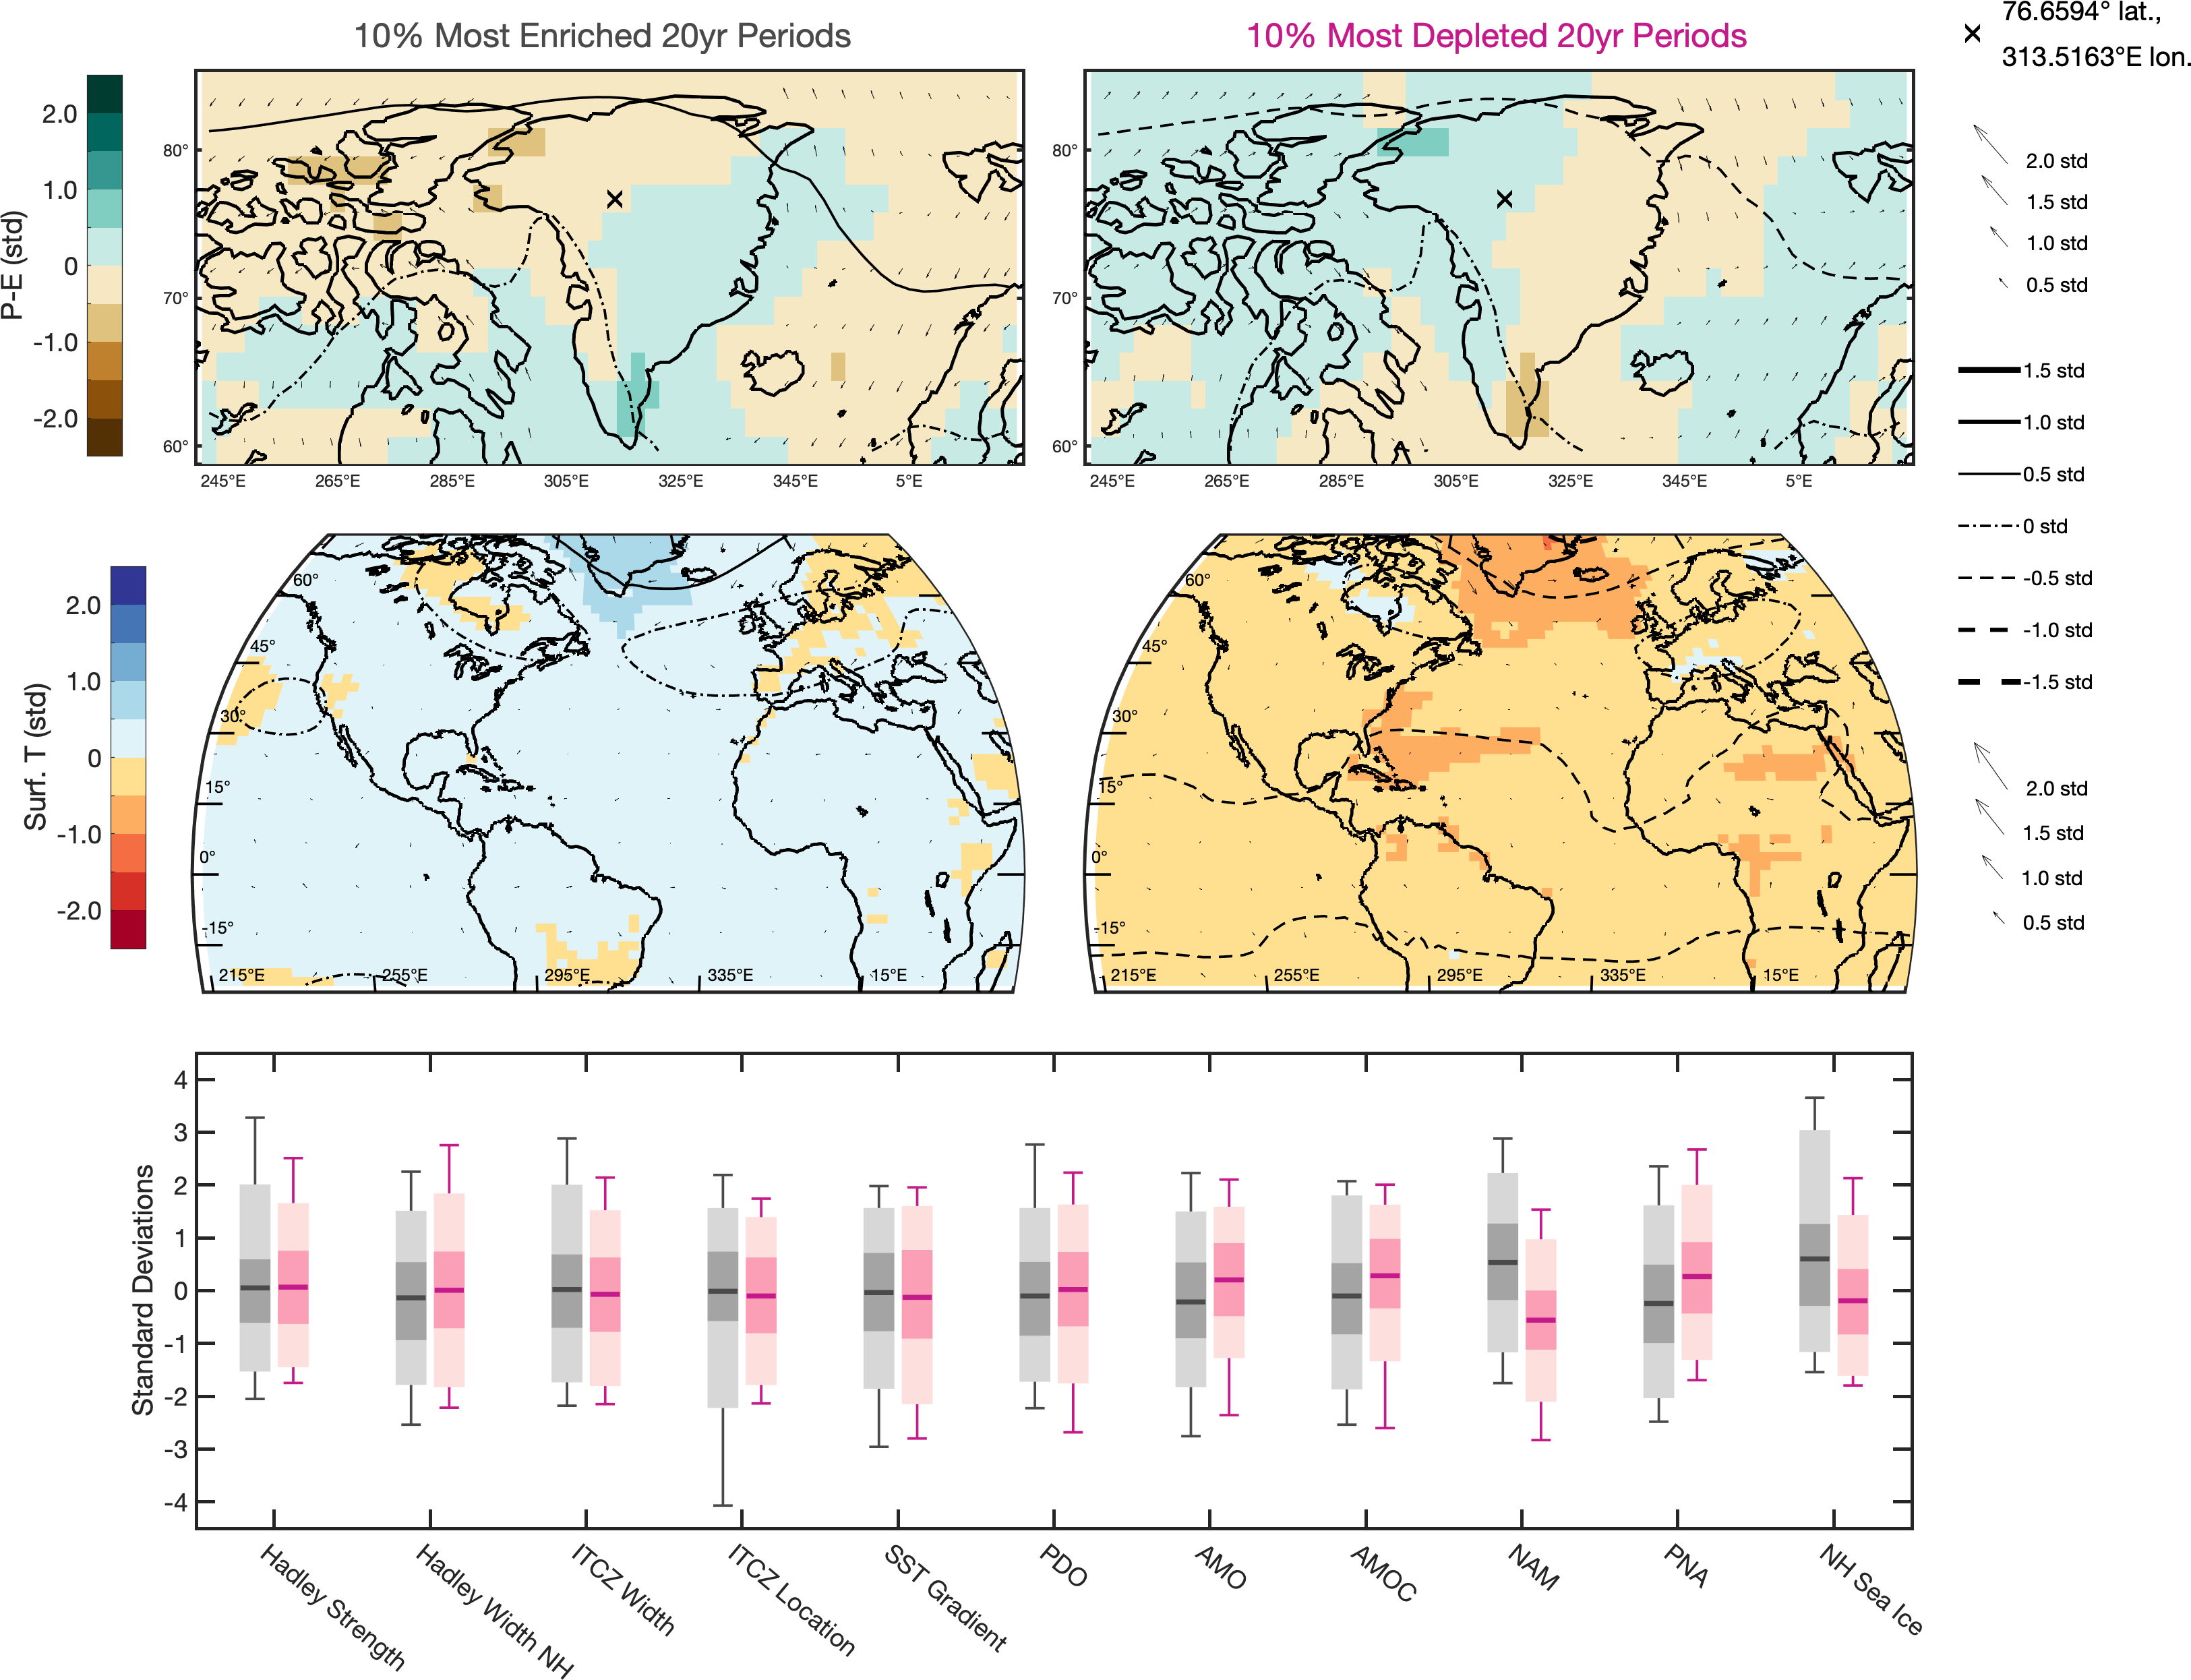 10% Most Enriched 20yr Periods
10% Most Depleted 20yr Periods
76.6594° lat.,
313.5163°E lon.
P-E (std)
2.0
1.0
0
-1.0
-2.0
80°
70°
60°
245°E 265°E 285°E 305°E 325°E 345°E 5°E
80°
70°
60°
245°E 265°E 285°E 305°E 325°E 345°E 5°E
2.0 std
1.5 std
1.0 std
0.5 std
1.5 std
1.0 std
0.5 std
0 std
-0.5 std
-1.0 std
-1.5 std
Surf. T (std)
2.0
1.0
0
-1.0
-2.0
60°
45°
30°
15°
0°
-15°
215°E 255°E 295°E 335°E 15°E
60°
45°
30°
15°
0°
-15°
215°E 255°E 295°E 335°E 15°E
2.0 std
1.5 std
1.0 std
0.5 std
Standard Deviations
4
3
2
1
0
-1
-2
-3
-4
Hadley Strength
Hadley Width NH
ITCZ Width
ITCZ Location
SST Gradient
PDO
AMO
AMOC
NAM
PNA
NH Sea Ice